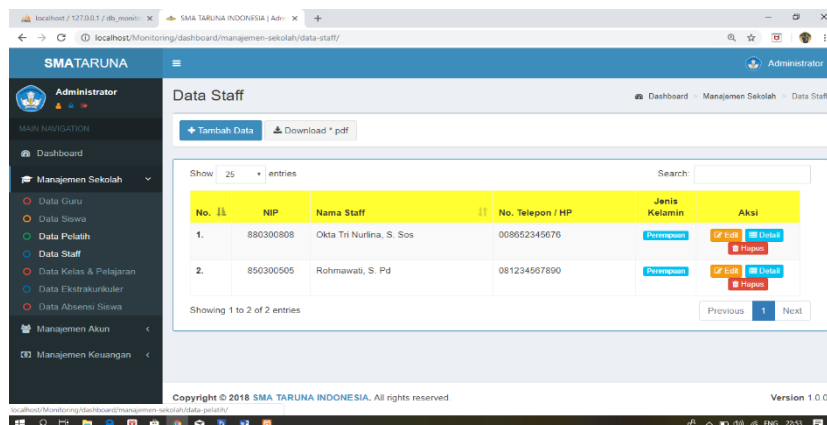 localhost / 127.0.0.1 / db_monito
SMA TARUNA INDONESIA | Adm
localhost/Monitoring/dashboard/manajemen-sekolah/data-staff/
SMATARUNA
Administrator
Administrator
MAIN NAVIGATION
Dashboard
Manajemen Sekolah
Data Guru
Data Siswa
Data Pelatih
Data Staff
Data Kelas & Pelajaran
Data Ekstrakurikuler
Data Absensi Siswa
Manajemen Akun
Manajemen Keuangan
Data Staff
Dashboard > Manajemen Sekolah > Data Staff
+ Tambah Data Download *.pdf
Show 25 entries Search:
No. NIP Nama Staff No. Telepon / HP Jenis Kelamin Aksi
1. 880300808 Okta Tri Nurlina, S. Sos 008652345676 Perempuan Edit Detail
Hapus
2. 850300505 Rohmawati, S. Pd 081234567890 Perempuan Edit Detail
Hapus
Showing 1 to 2 of 2 entries Previous 1 Next
Copyright © 2018 SMA TARUNA INDONESIA. All rights reserved. Version 1.0.0
localhost/Monitoring/dashboard/manajemen-sekolah/data-pelatih/
ENG 22:53